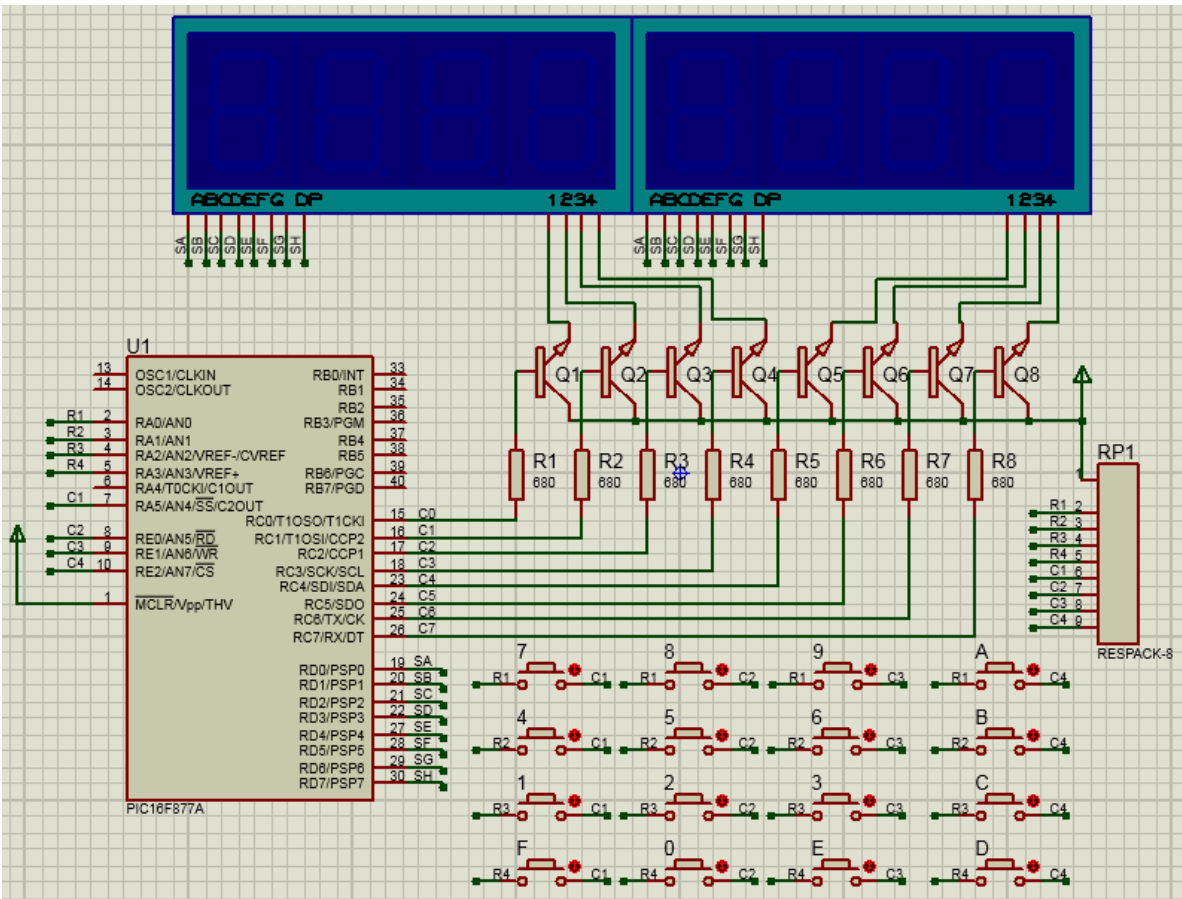 ABCDEFG DP 1234 ABCDEFG DP 1234
SA SB SC SD SE SF SG SH SA SB SC SD SE SF SG SH
U1
13 OSC1/CLKIN RB0/INT 33
14 OSC2/CLKOUT RB1 34
RB2 35
R1 2 RA0/AN0 RB3/PGM 36
R2 3 RA1/AN1 RB4 37
R3 4 RA2/AN2/VREF-/CVREF RB5 38
R4 5 RA3/AN3/VREF+ RB6/PGC 39
6 RA4/T0CKI/C1OUT RB7/PGD 40
C1 7 RA5/AN4/SS/C2OUT
RC0/T1OSO/T1CKI 15 C0
C2 8 RE0/AN5/RD RC1/T1OSI/CCP2 16 C1
C3 9 RE1/AN6/WR RC2/CCP1 17 C2
C4 10 RE2/AN7/CS RC3/SCK/SCL 18 C3
RC4/SDI/SDA 23 C4
1 MCLR/Vpp/THV RC5/SDO 24 C5
RC6/TX/CK 25 C6
RC7/RX/DT 26 C7
RD0/PSP0 19 SA
RD1/PSP1 20 SB
RD2/PSP2 21 SC
RD3/PSP3 22 SD
RD4/PSP4 27 SE
RD5/PSP5 28 SF
RD6/PSP6 29 SG
RD7/PSP7 30 SH
PIC16F877A
Q1 Q2 Q3 Q4 Q5 Q6 Q7 Q8
R1 R2 R3 R4 R5 R6 R7 R8
680 680 680 680 680 680 680 680
RP1
1
R1 2
R2 3
R3 4
R4 5
C1 6
C2 7
C3 8
C4 9
RESPACK-8
7 8 9 A
R1 C1 R1 C2 R1 C3 R1 C4
4 5 6 B
R2 C1 R2 C2 R2 C3 R2 C4
1 2 3 C
R3 C1 R3 C2 R3 C3 R3 C4
F 0 E D
R4 C1 R4 C2 R4 C3 R4 C4